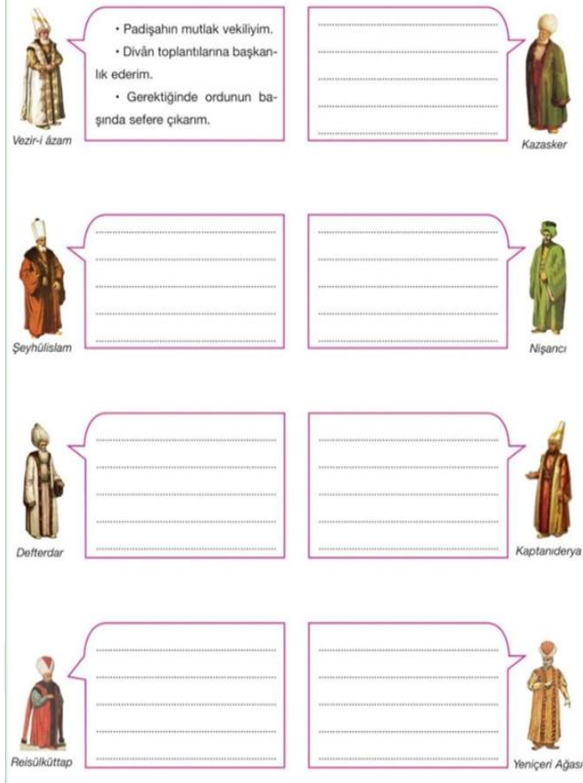 • Padişahın mutlak vekiliyim.
• Divân toplantılarına başkan-
lık ederim.
• Gerektiğinde ordunun ba-
şında sefere çıkarım.
Vezir-i âzam
Kazasker
Şeyhülislam
Nişancı
Defterdar
Kaptanıderya
Reisülküttap
Yeniçeri Ağası